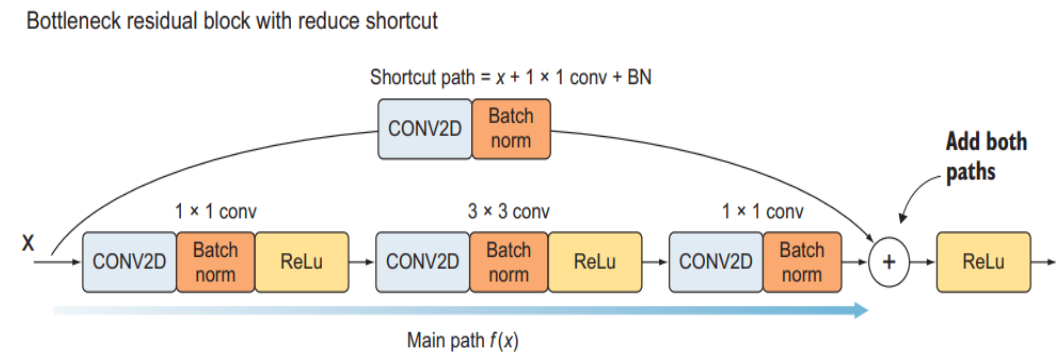 Bottleneck residual block with reduce shortcut
Shortcut path = x + 1 × 1 conv + BN
CONV2D
Batch
norm
Add both
paths
1 × 1 conv
3 × 3 conv
1 × 1 conv
X
CONV2D
Batch
norm
ReLu
CONV2D
Batch
norm
ReLu
CONV2D
Batch
norm
+
ReLu
Main path f(x)